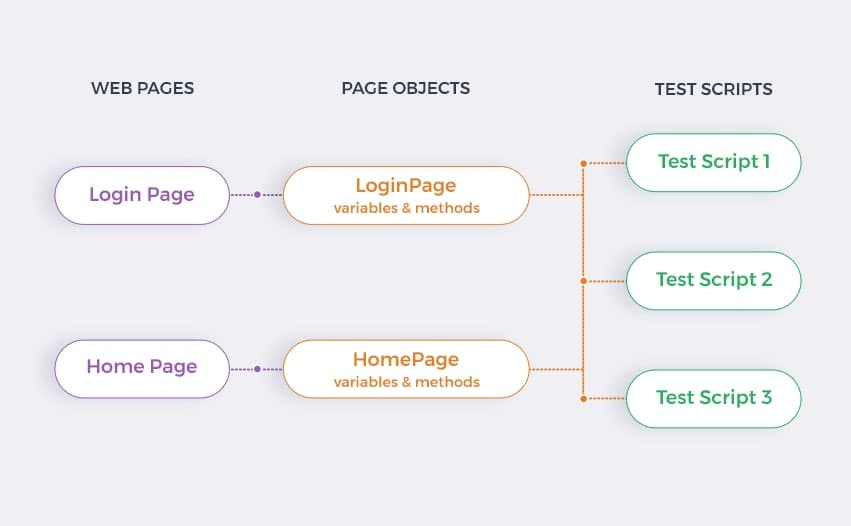 WEB PAGES
PAGE OBJECTS
TEST SCRIPTS
Login Page
LoginPage
variables & methods
Home Page
HomePage
variables & methods
Test Script 1
Test Script 2
Test Script 3